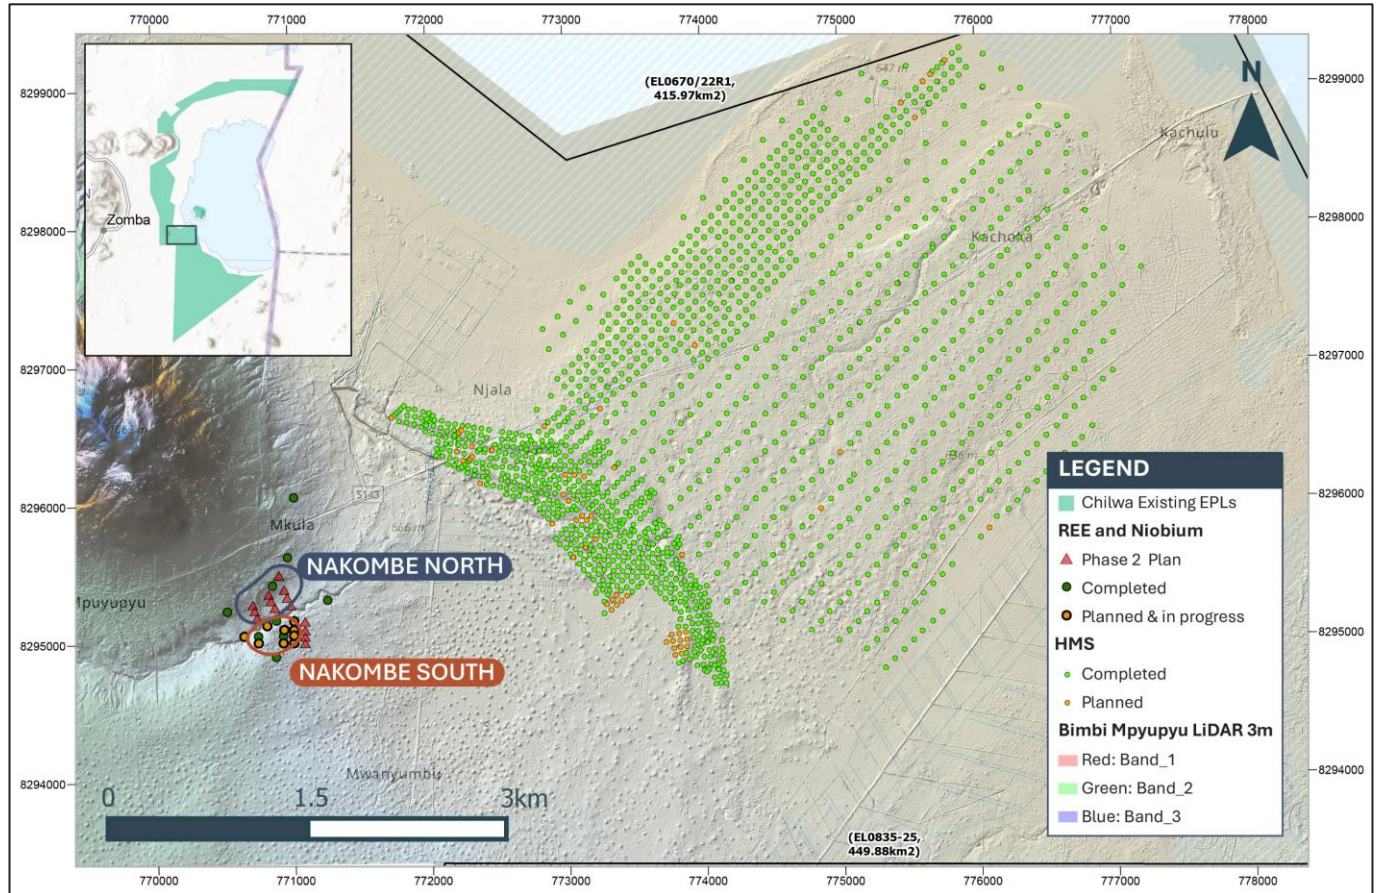 770000 771000 772000 773000 774000 775000 776000 777000 778000
8299000 8299000
8298000 8298000
8297000 8297000
8296000 8296000
8295000 8295000
8294000 8294000
(EL0670/22R1,
415.97km2)
647 m
N
Kachulu
Kachoka
Zomba
N
Njala
S143
Mkula
666 m
NAKOMBE NORTH
Mpuyupyu
NAKOMBE SOUTH
Mwanyumbu
0 1.5 3km
(EL0835-25,
449.88km2)
LEGEND
Chilwa Existing EPLs
REE and Niobium
Phase 2 Plan
Completed
Planned & in progress
HMS
Completed
Planned
Bimbi Mpyupyu LiDAR 3m
Red: Band_1
Green: Band_2
Blue: Band_3
770000 771000 772000 773000 774000 775000 776000 777000 778000